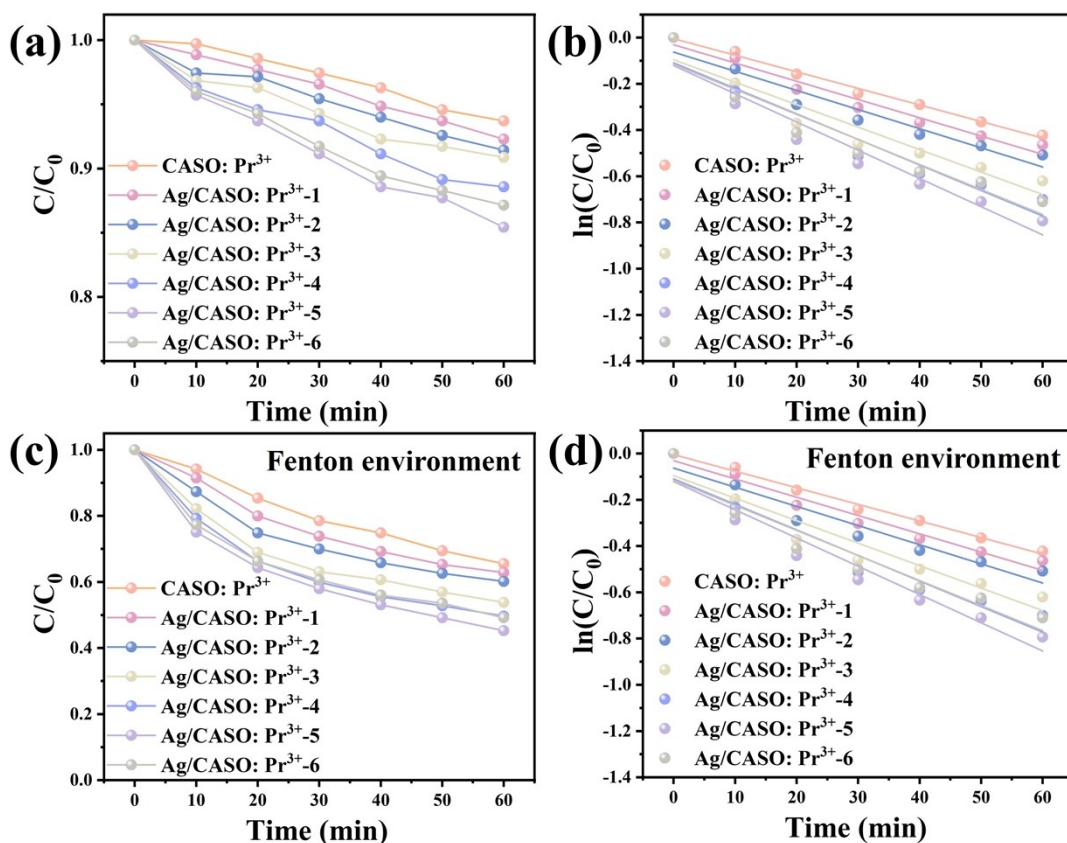 (a)
C/C₀
1.0
0.9
0.8
CASO: Pr³⁺
Ag/CASO: Pr³⁺-1
Ag/CASO: Pr³⁺-2
Ag/CASO: Pr³⁺-3
Ag/CASO: Pr³⁺-4
Ag/CASO: Pr³⁺-5
Ag/CASO: Pr³⁺-6
0 10 20 30 40 50 60
Time (min)
(b)
ln(C/C₀)
0.0
-0.2
-0.4
-0.6
-0.8
-1.0
-1.2
-1.4
CASO: Pr³⁺
Ag/CASO: Pr³⁺-1
Ag/CASO: Pr³⁺-2
Ag/CASO: Pr³⁺-3
Ag/CASO: Pr³⁺-4
Ag/CASO: Pr³⁺-5
Ag/CASO: Pr³⁺-6
0 10 20 30 40 50 60
Time (min)
(c)
Fenton environment
C/C₀
1.0
0.8
0.6
0.4
0.2
0.0
CASO: Pr³⁺
Ag/CASO: Pr³⁺-1
Ag/CASO: Pr³⁺-2
Ag/CASO: Pr³⁺-3
Ag/CASO: Pr³⁺-4
Ag/CASO: Pr³⁺-5
Ag/CASO: Pr³⁺-6
0 10 20 30 40 50 60
Time (min)
(d)
Fenton environment
ln(C/C₀)
0.0
-0.2
-0.4
-0.6
-0.8
-1.0
-1.2
-1.4
CASO: Pr³⁺
Ag/CASO: Pr³⁺-1
Ag/CASO: Pr³⁺-2
Ag/CASO: Pr³⁺-3
Ag/CASO: Pr³⁺-4
Ag/CASO: Pr³⁺-5
Ag/CASO: Pr³⁺-6
0 10 20 30 40 50 60
Time (min)